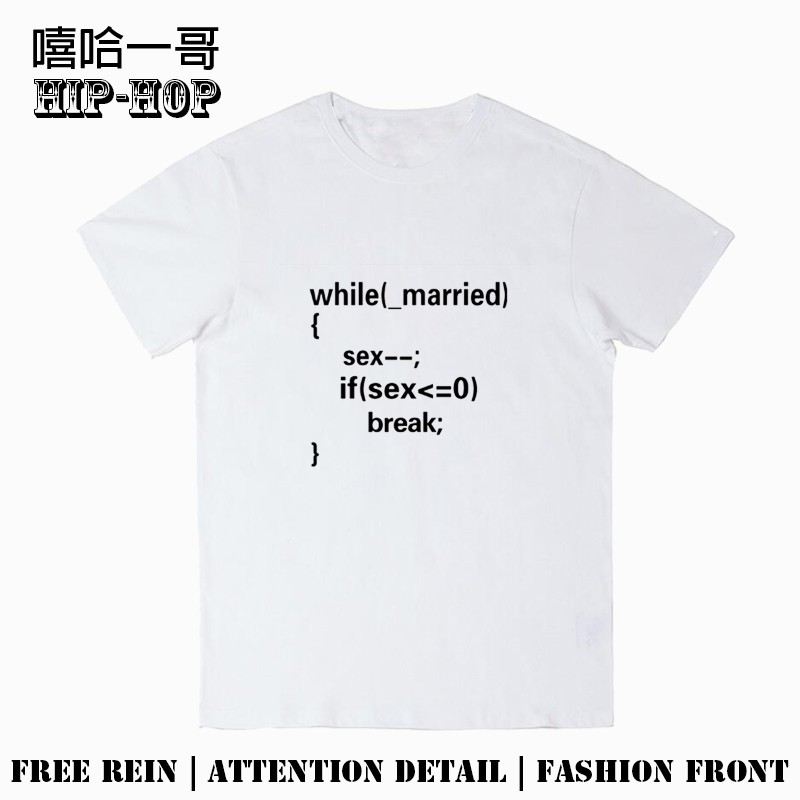 嘻哈一哥
HIP-HOP
while(_married)
{
sex--;
if(sex<=0)
break;
}
FREE REIN | ATTENTION DETAIL | FASHION FRONT